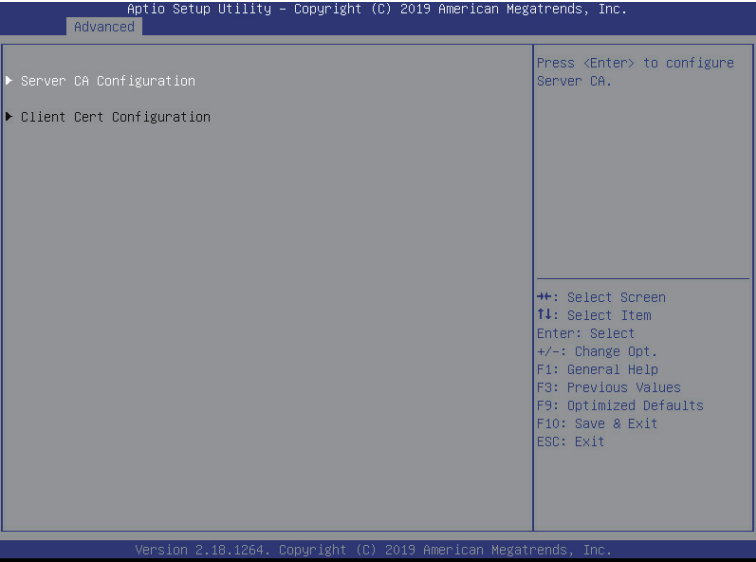 Aptio Setup Utility – Copyright (C) 2019 American Megatrends, Inc.
Advanced
▶ Server CA Configuration
▶ Client Cert Configuration
Press <Enter> to configure
Server CA.
→←: Select Screen
↑↓: Select Item
Enter: Select
+/-: Change Opt.
F1: General Help
F3: Previous Values
F9: Optimized Defaults
F10: Save & Exit
ESC: Exit
Version 2.18.1264. Copyright (C) 2019 American Megatrends, Inc.